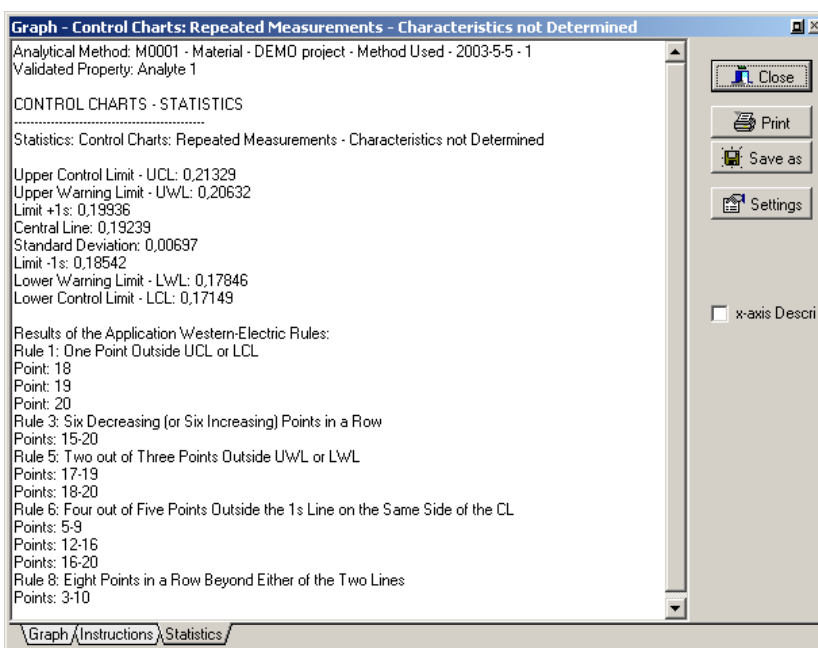 Graph - Control Charts: Repeated Measurements - Characteristics not Determined
Analytical Method: M0001 - Material - DEMO project - Method Used - 2003-5-5 - 1
Validated Property: Analyte 1
CONTROL CHARTS - STATISTICS
-----------------------------------------------
Statistics: Control Charts: Repeated Measurements - Characteristics not Determined
Upper Control Limit - UCL: 0,21329
Upper Warning Limit - UWL: 0,20632
Limit +1s: 0,19936
Central Line: 0,19239
Standard Deviation: 0,00697
Limit -1s: 0,18542
Lower Warning Limit - LWL: 0,17846
Lower Control Limit - LCL: 0,17149
Results of the Application Western-Electric Rules:
Rule 1: One Point Outside UCL or LCL
Point: 18
Point: 19
Point: 20
Rule 3: Six Decreasing (or Six Increasing) Points in a Row
Points: 15-20
Rule 5: Two out of Three Points Outside UWL or LWL
Points: 17-19
Points: 18-20
Rule 6: Four out of Five Points Outside the 1s Line on the Same Side of the CL
Points: 5-9
Points: 12-16
Points: 16-20
Rule 8: Eight Points in a Row Beyond Either of the Two Lines
Points: 3-10
Close
Print
Save as
Settings
x-axis Descri
Graph
Instructions
Statistics